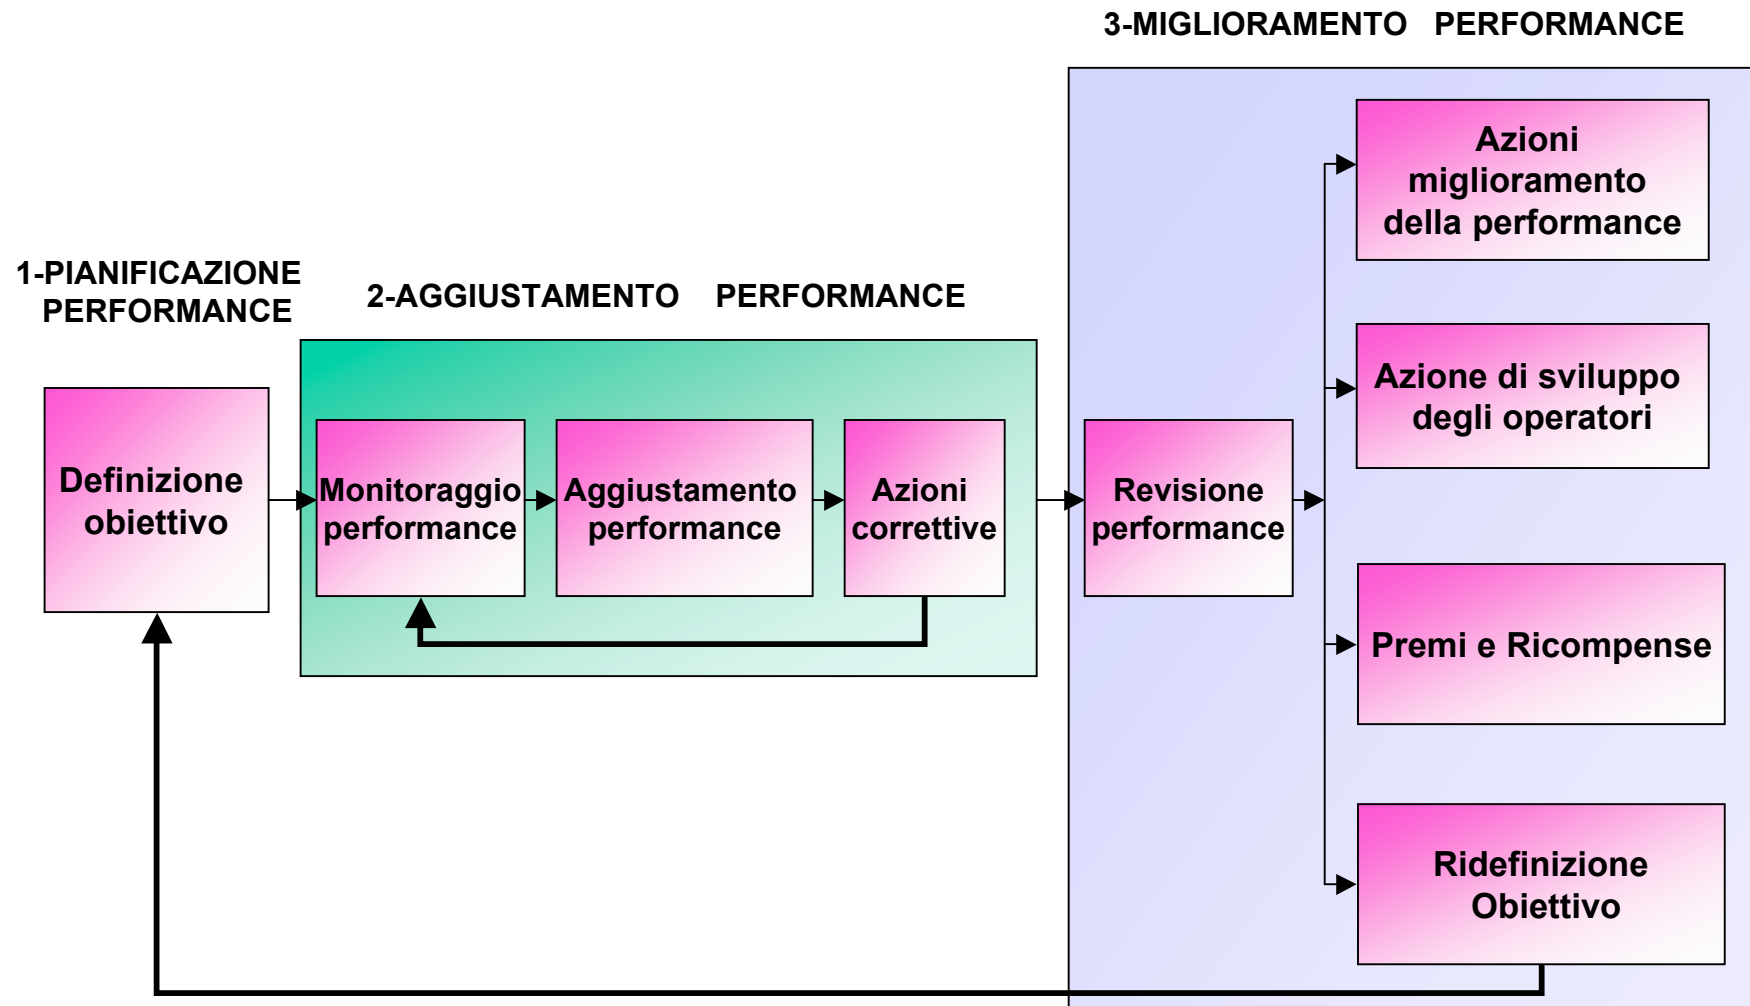 3-MIGLIORAMENTO PERFORMANCE
1-PIANIFICAZIONE
PERFORMANCE
2-AGGIUSTAMENTO PERFORMANCE
Definizione
obiettivo
Monitoraggio
performance
Aggiustamento
performance
Azioni
correttive
Revisione
performance
Azioni
miglioramento
della performance
Azione di sviluppo
degli operatori
Premi e Ricompense
Ridefinizione
Obiettivo